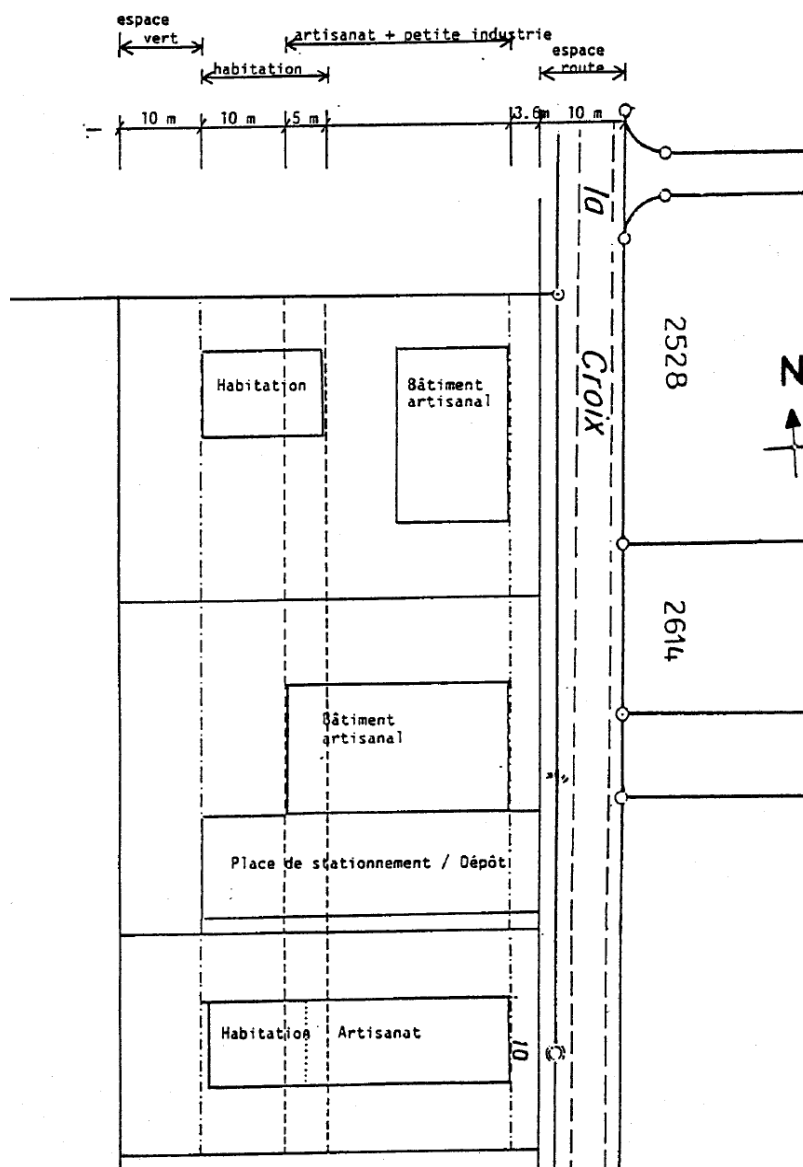 espace
vert
artisanat + petite industrie
habitation
espace
route
10 m
10 m
5 m
3.6m
10 m
la
Croix
2528
N
Habitation
Bâtiment
artisanal
2614
Bâtiment
artisanal
Place de stationnement / Dépôt
Habitation
Artisanat
10